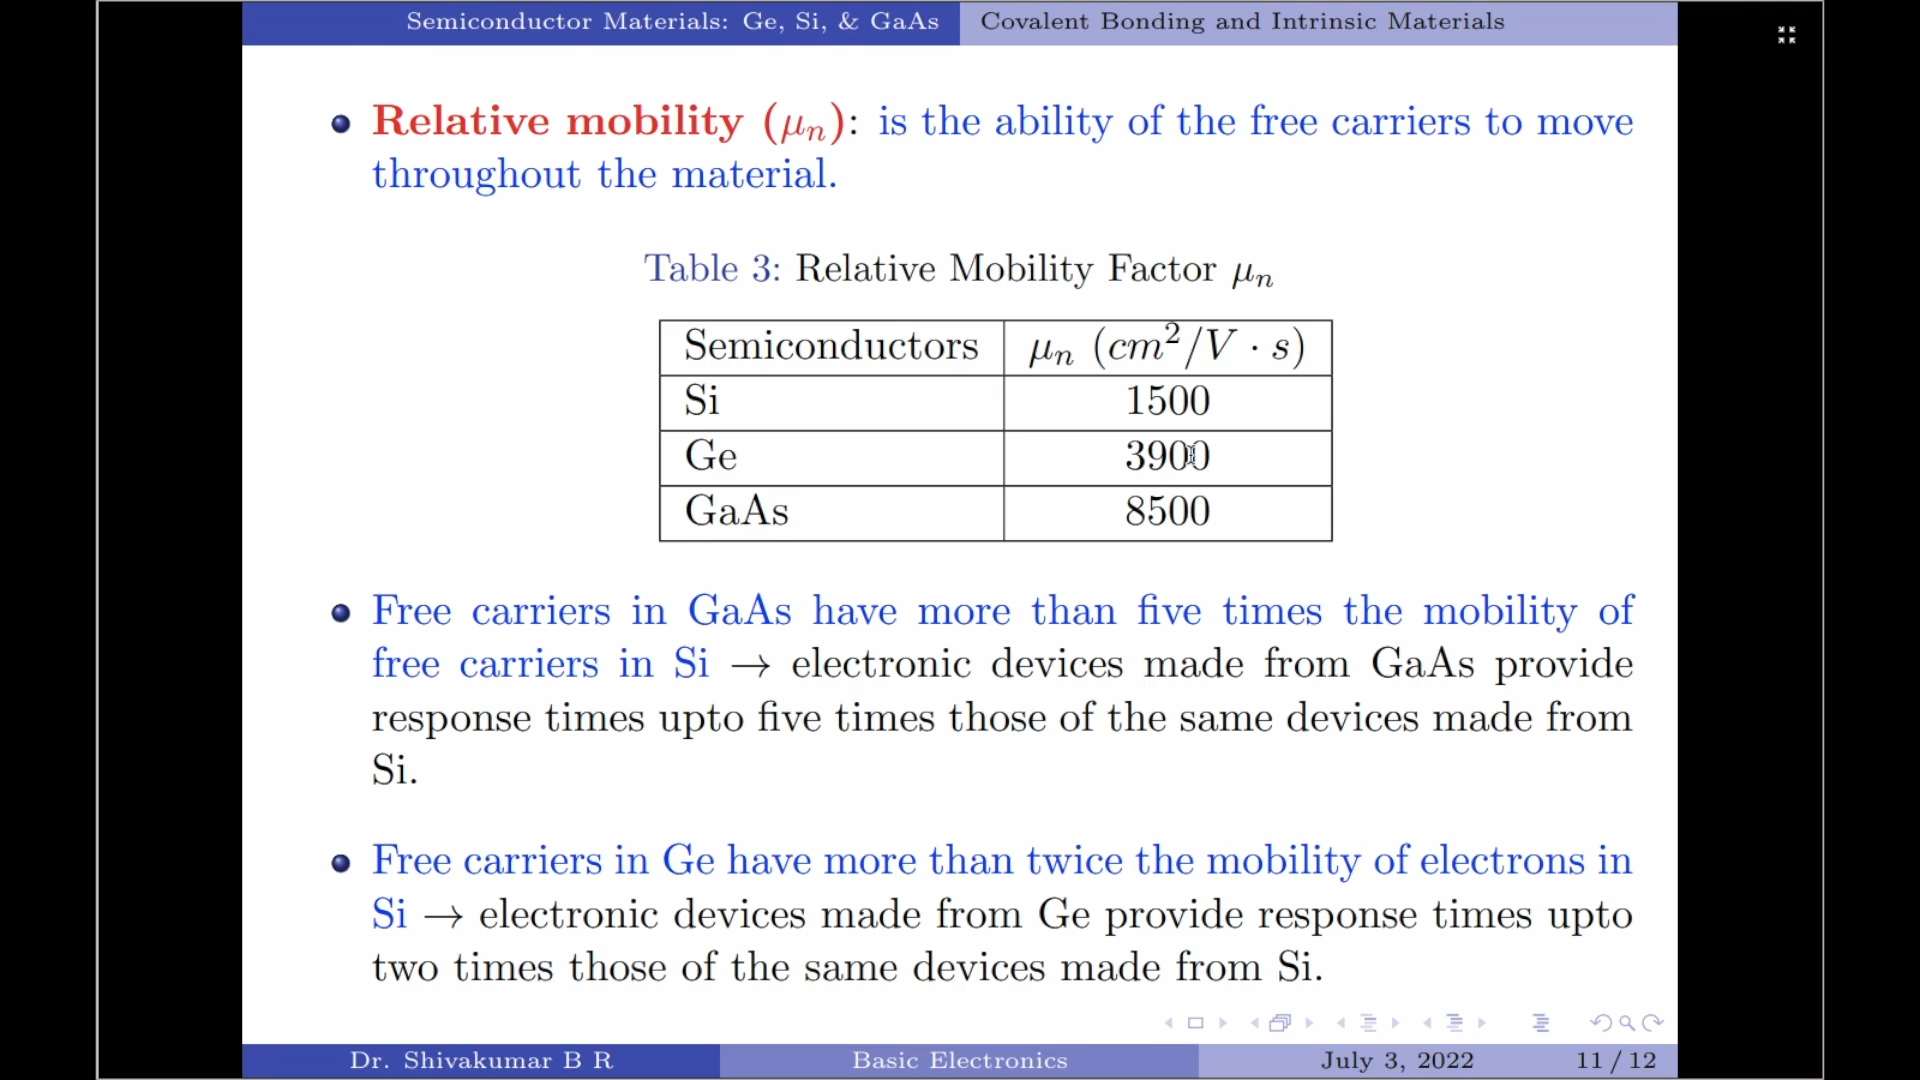 Semiconductor Materials: Ge, Si, & GaAs Covalent Bonding and Intrinsic Materials
Relative mobility (μn): is the ability of the free carriers to move
throughout the material.
Table 3: Relative Mobility Factor μn
Semiconductors μn (cm²/V · s)
Si 1500
Ge 3900
GaAs 8500
Free carriers in GaAs have more than five times the mobility of
free carriers in Si → electronic devices made from GaAs provide
response times upto five times those of the same devices made from
Si.
Free carriers in Ge have more than twice the mobility of electrons in
Si → electronic devices made from Ge provide response times upto
two times those of the same devices made from Si.
Dr. Shivakumar B R Basic Electronics July 3, 2022 11 / 12